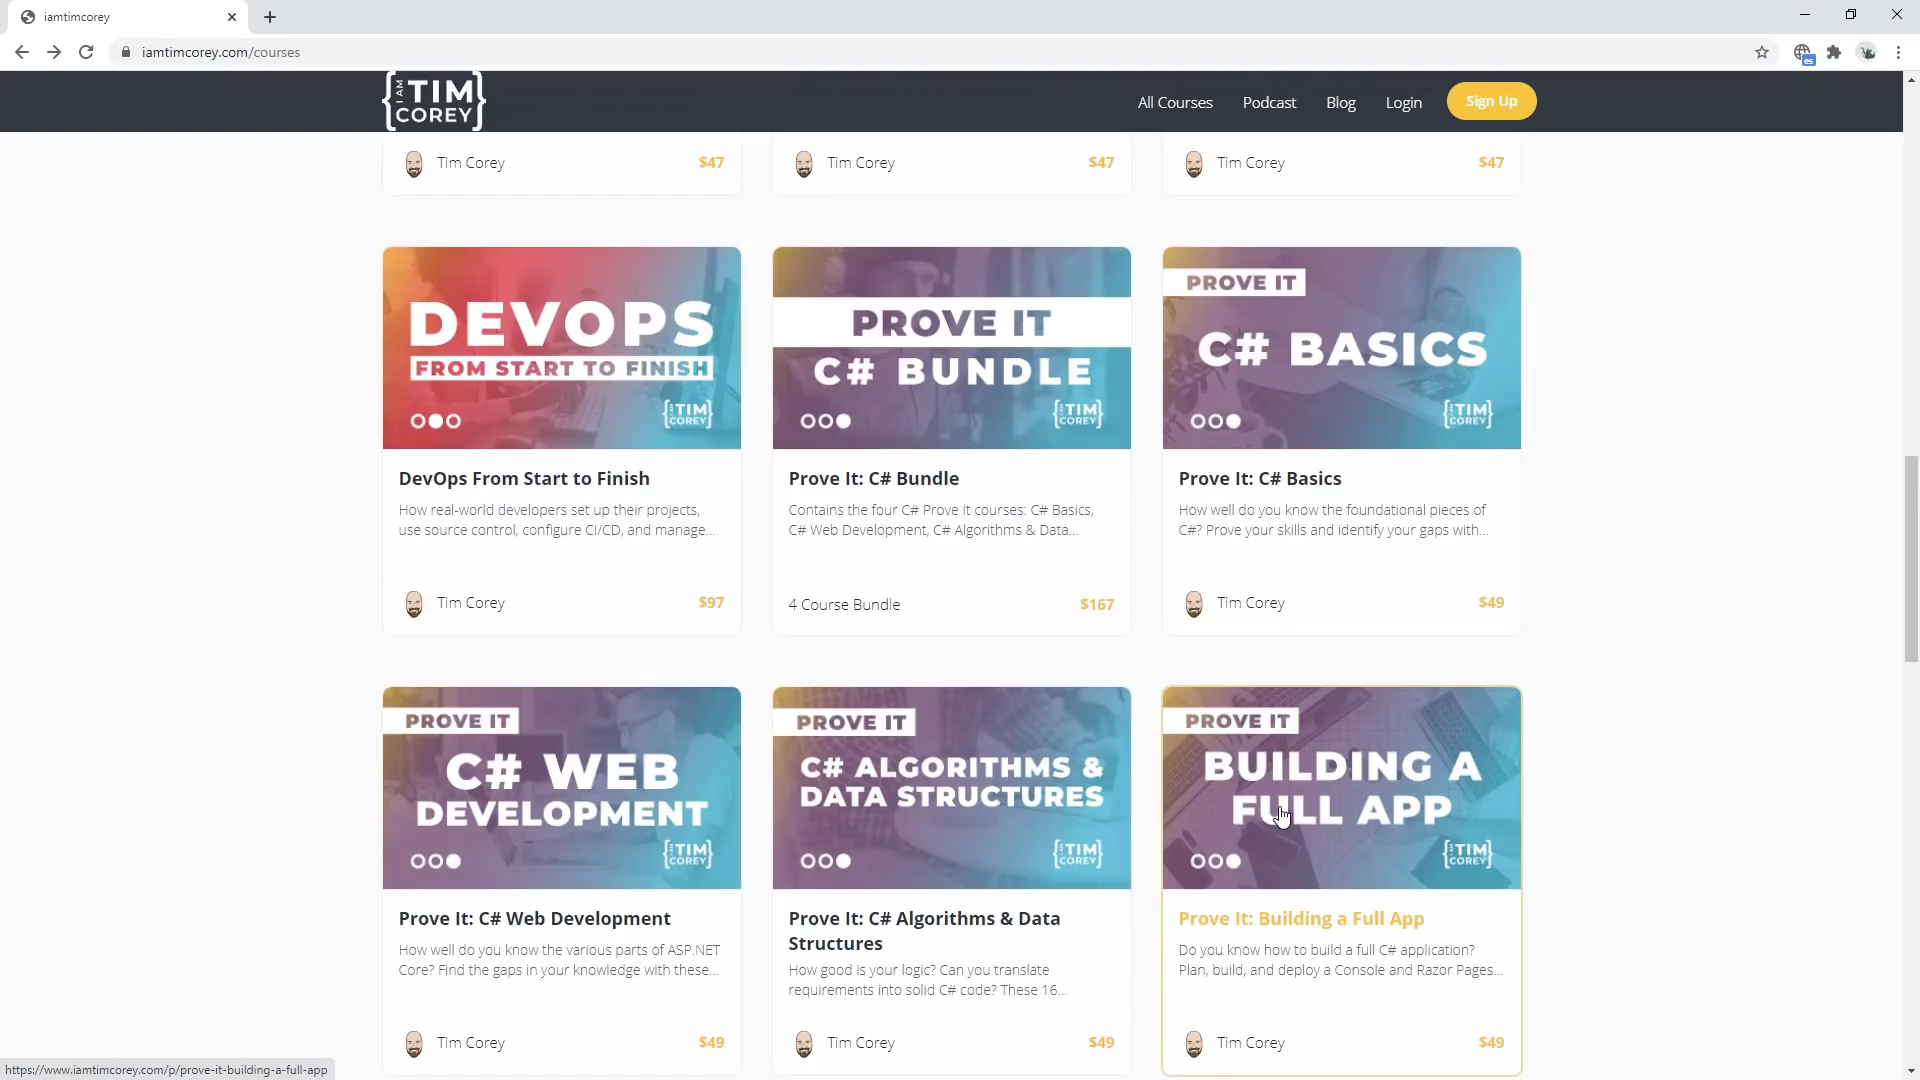 iamtimcorey
iamtimcorey.com/courses
es
I AM TIM COREY
All Courses Podcast Blog Login Sign Up
Tim Corey $47
Tim Corey $47
Tim Corey $47
DEVOPS
FROM START TO FINISH
TIM
COREY
DevOps From Start to Finish
How real-world developers set up their projects,
use source control, configure CI/CD, and manage...
Tim Corey $97
PROVE IT
C# BUNDLE
TIM
COREY
Prove It: C# Bundle
Contains the four C# Prove It courses: C# Basics,
C# Web Development, C# Algorithms & Data...
4 Course Bundle $167
PROVE IT
C# BASICS
TIM
COREY
Prove It: C# Basics
How well do you know the foundational pieces of
C#? Prove your skills and identify your gaps with...
Tim Corey $49
PROVE IT
C# WEB
DEVELOPMENT
TIM
COREY
Prove It: C# Web Development
How well do you know the various parts of ASP.NET
Core? Find the gaps in your knowledge with these...
Tim Corey $49
PROVE IT
C# ALGORITHMS &
DATA STRUCTURES
TIM
COREY
Prove It: C# Algorithms & Data
Structures
How good is your logic? Can you translate
requirements into solid C# code? These 16...
Tim Corey $49
PROVE IT
BUILDING A
FULL APP
TIM
COREY
Prove It: Building a Full App
Do you know how to build a full C# application?
Plan, build, and deploy a Console and Razor Pages...
Tim Corey $49
https://www.iamtimcorey.com/p/prove-it-building-a-full-app